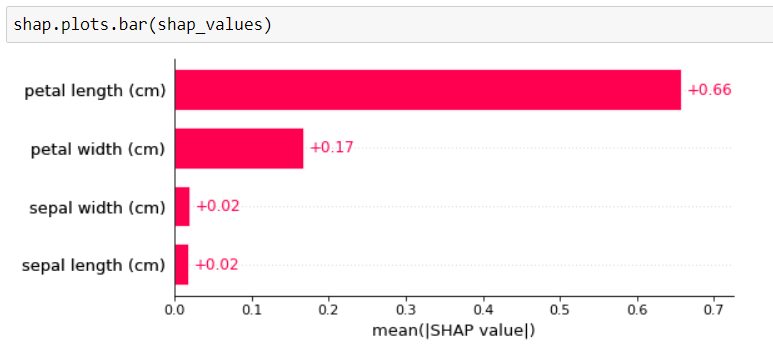 shap.plots.bar(shap_values)
petal length (cm) +0.66
petal width (cm) +0.17
sepal width (cm) +0.02
sepal length (cm) +0.02
0.0 0.1 0.2 0.3 0.4 0.5 0.6 0.7
mean(|SHAP value|)